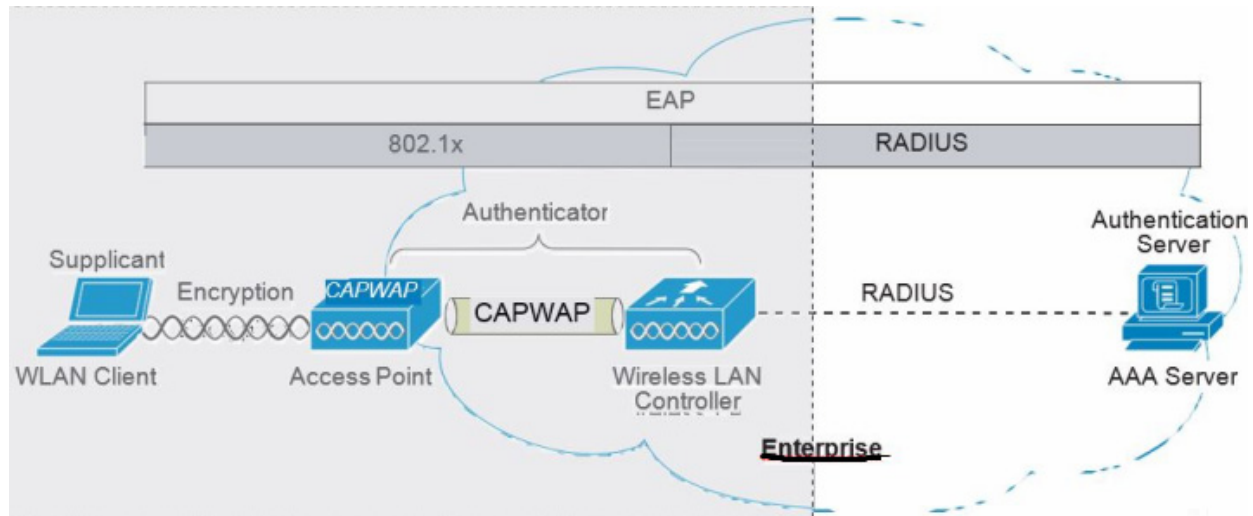 EAP
802.1x
RADIUS
Authenticator
Authentication
Server
Supplicant
Encryption
CAPWAP
CAPWAP
RADIUS
WLAN Client
Access Point
Wireless LAN
Controller
AAA Server
Enterprise